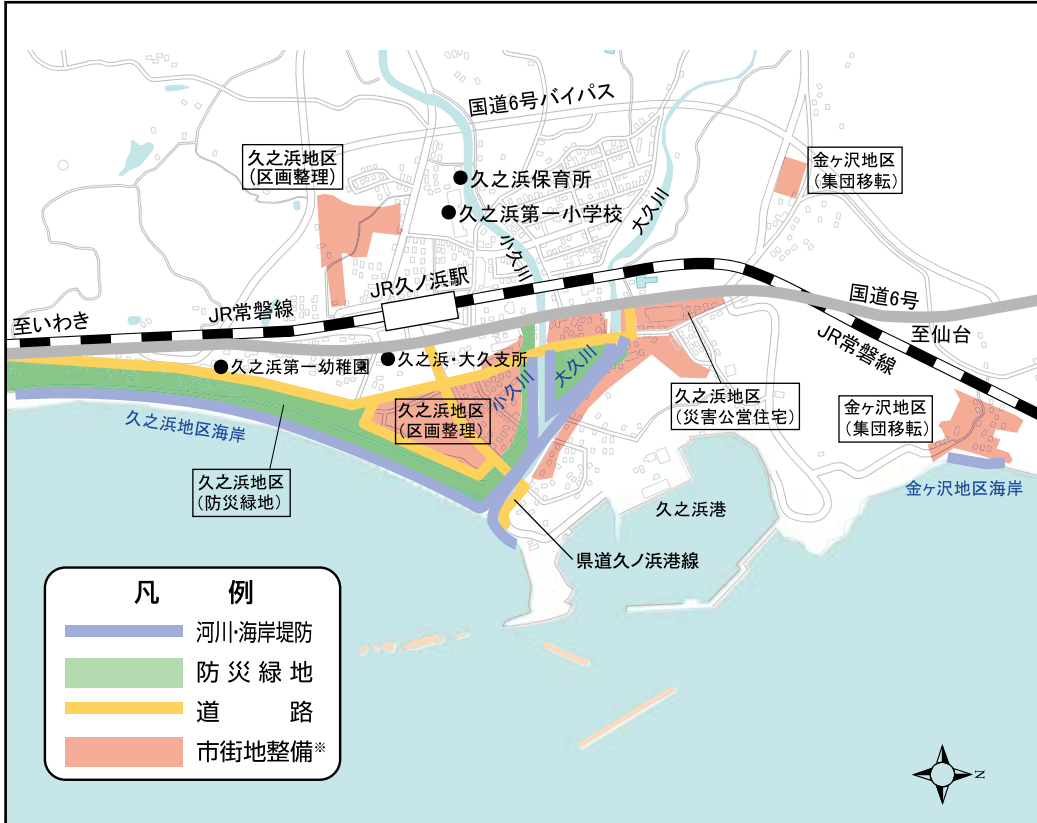 国道6号バイパス
久之浜地区
(区画整理)
金ヶ沢地区
(集団移転)
久之浜保育所
久之浜第一小学校
小久川
大久川
JR久ノ浜駅
JR常磐線
至いわき
国道6号
至仙台
JR常磐線
久之浜第一幼稚園
久之浜・大久支所
小久川
大久川
久之浜地区
(区画整理)
久之浜地区
(災害公営住宅)
金ヶ沢地区
(集団移転)
久之浜地区海岸
久之浜地区
(防災緑地)
金ヶ沢地区海岸
久之浜港
県道久ノ浜港線
凡 例
河川・海岸堤防
防災緑地
道 路
市街地整備※
N